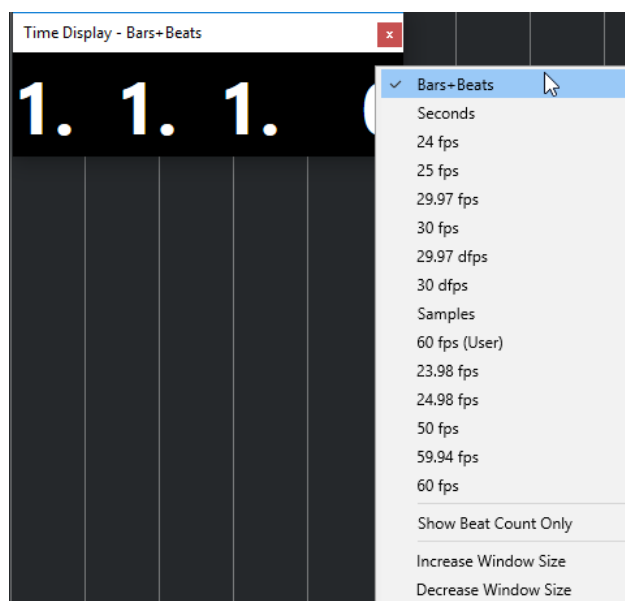 Time Display - Bars+Beats
x
1. 1. 1.
Bars+Beats
Seconds
24 fps
25 fps
29.97 fps
30 fps
29.97 dfps
30 dfps
Samples
60 fps (User)
23.98 fps
24.98 fps
50 fps
59.94 fps
60 fps
Show Beat Count Only
Increase Window Size
Decrease Window Size